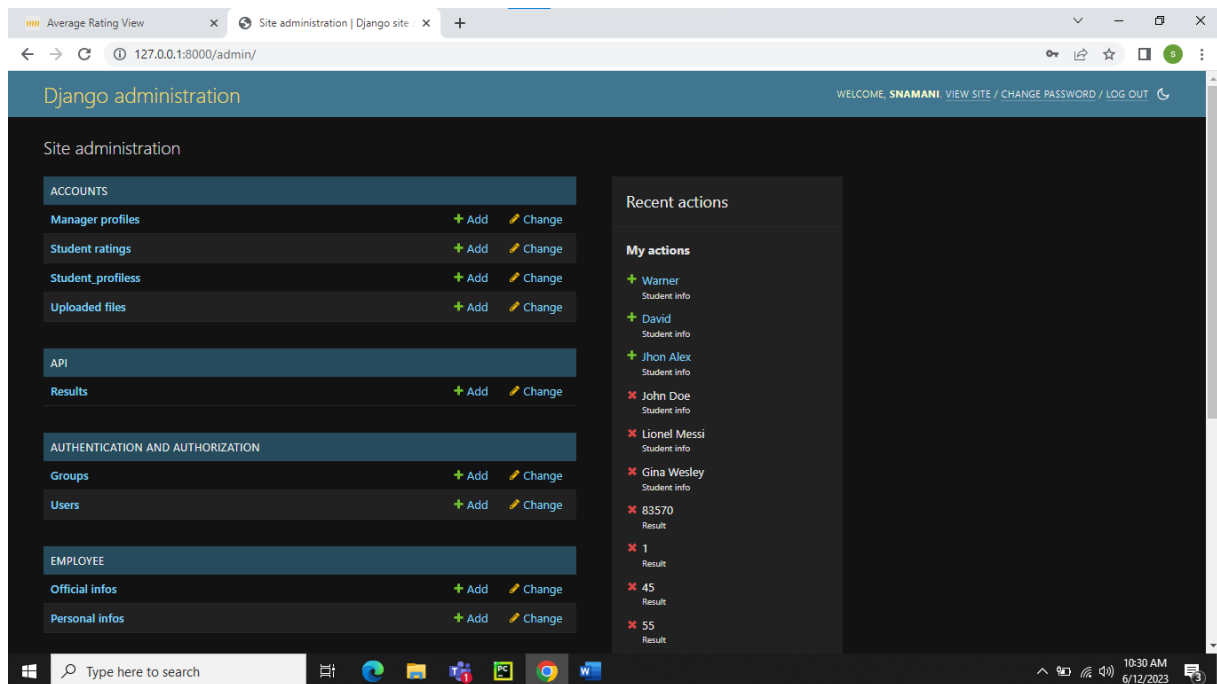 Average Rating View
Site administration | Django site a
127.0.0.1:8000/admin/
S
Django administration
WELCOME, SNAMANI. VIEW SITE / CHANGE PASSWORD / LOG OUT
Site administration
ACCOUNTS
Manager profiles Add Change
Student ratings Add Change
Student_profiless Add Change
Uploaded files Add Change
API
Results Add Change
AUTHENTICATION AND AUTHORIZATION
Groups Add Change
Users Add Change
EMPLOYEE
Official infos Add Change
Personal infos Add Change
Recent actions
My actions
Warner
Student info
David
Student info
Jhon Alex
Student info
John Doe
Student info
Lionel Messi
Student info
Gina Wesley
Student info
83570
Result
1
Result
45
Result
55
Result
Type here to search
PC
W
10:30 AM
6/12/2023
3